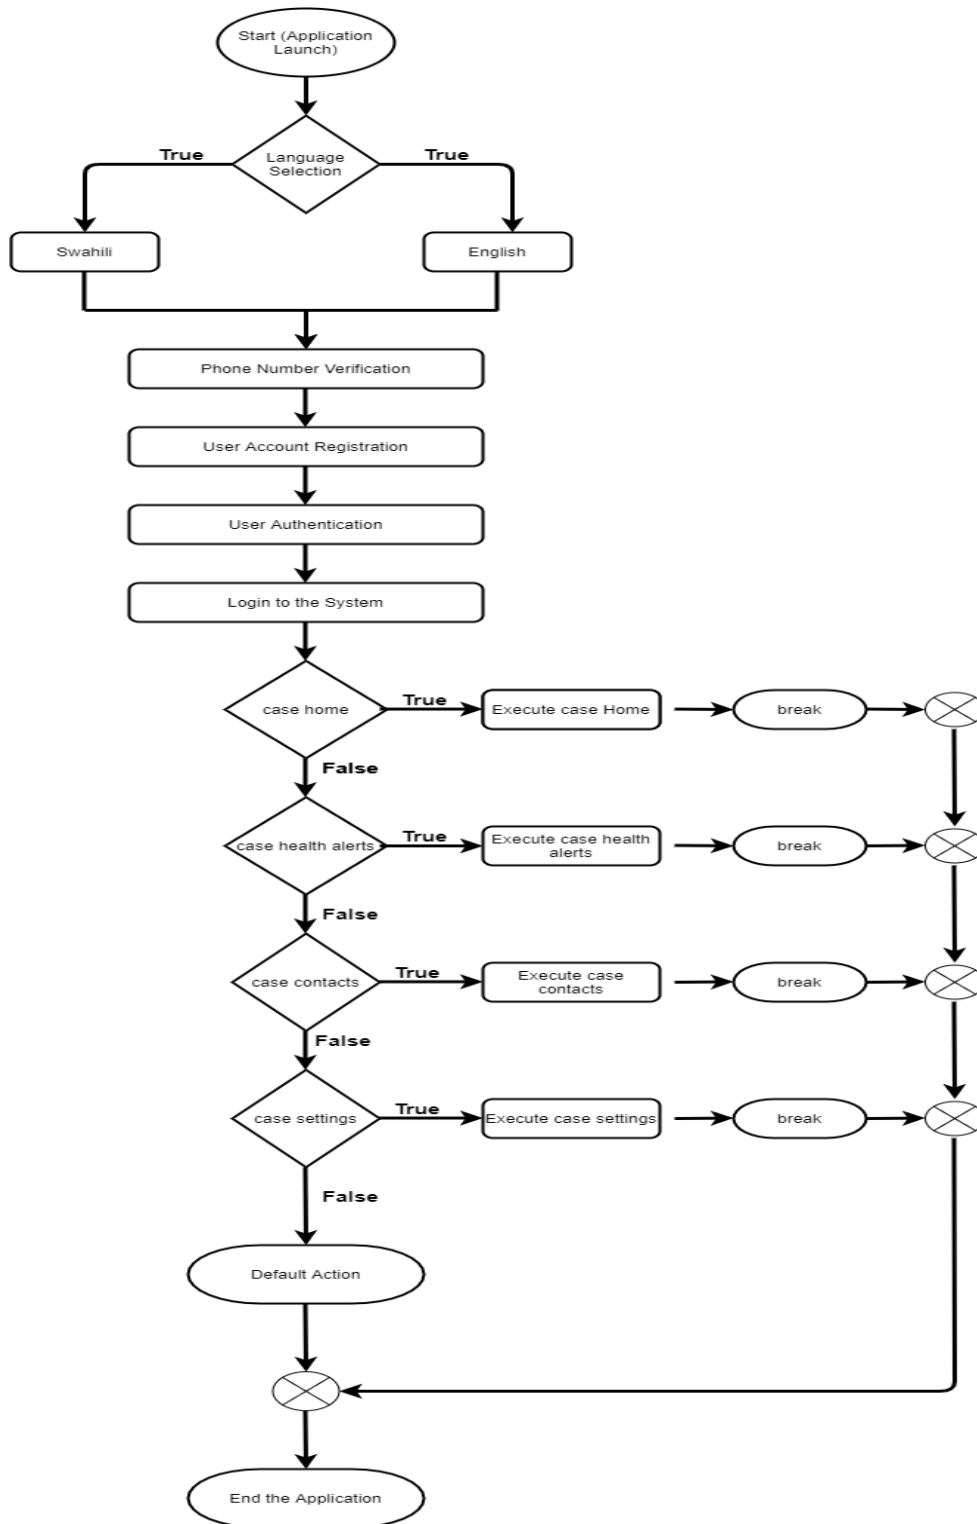 Start (Application
Launch)
Language
Selection
True
True
Swahili
English
Phone Number Verification
User Account Registration
User Authentication
Login to the System
case home
True
Execute case Home
break
False
case health alerts
True
Execute case health
alerts
break
False
case contacts
True
Execute case
contacts
break
False
case settings
True
Execute case settings
break
False
Default Action
End the Application